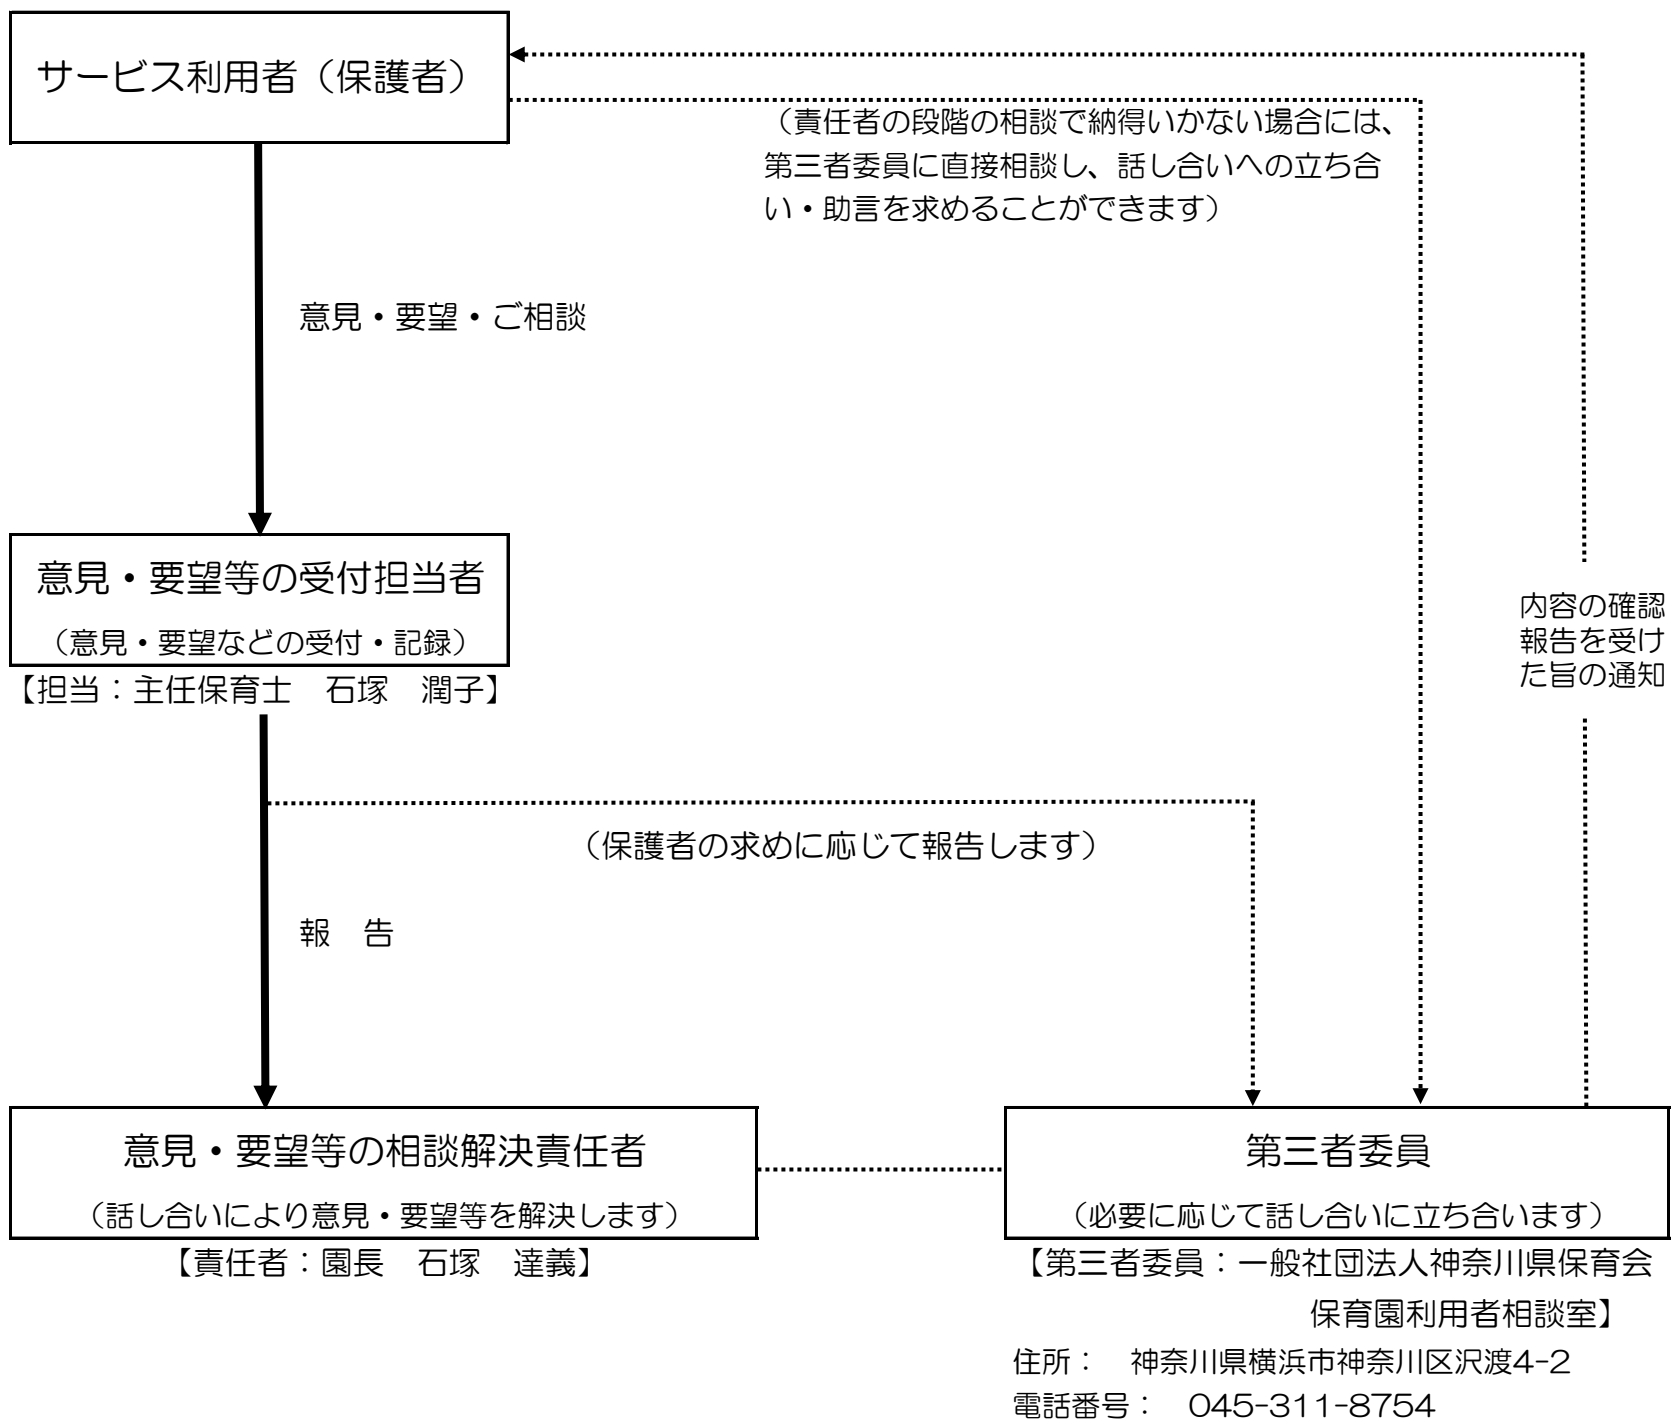 サービス利用者（保護者）
（責任者の段階の相談で納得いかない場合には、
第三者委員に直接相談し、話し合いへの立ち合
い・助言を求めることができます）
意見・要望・ご相談
意見・要望等の受付担当者
（意見・要望などの受付・記録）
【担当：主任保育士　石塚　潤子】
内容の確認
報告を受け
た旨の通知
（保護者の求めに応じて報告します）
報　告
意見・要望等の相談解決責任者
（話し合いにより意見・要望等を解決します）
【責任者：園長　石塚　達義】
第三者委員
（必要に応じて話し合いに立ち合います）
【第三者委員：一般社団法人神奈川県保育会
保育園利用者相談室】
住所：　神奈川県横浜市神奈川区沢渡4-2
電話番号：　045-311-8754